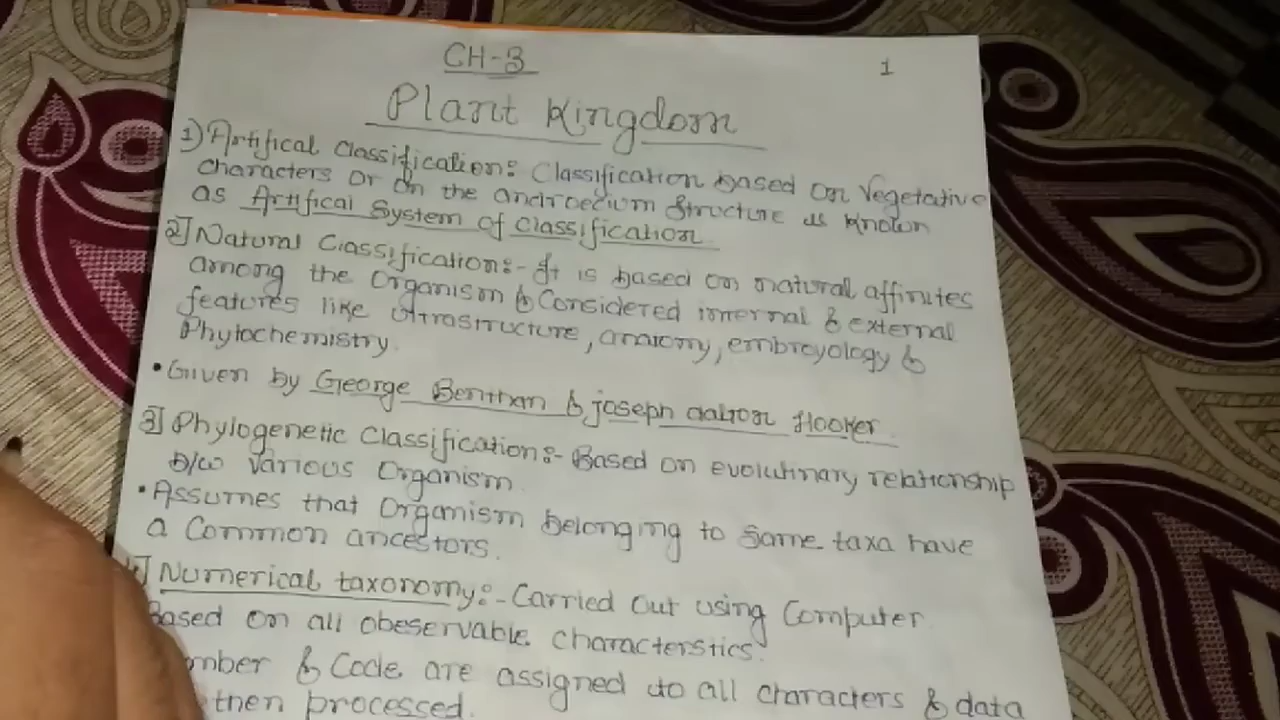 CH-3
1
Plant Kingdom
1) Artifical Classification: Classification based on Vegetative
characters or on the androecium structure is known
as Artifical System of Classification
2] Natural Classification:- It is based on natural affinites
among the Organism & Considered internal & external
features like Ultrastructure, anatomy, embroyology &
Phytochemistry.
• Given by George Benthan & joseph dalton Hooker
3] Phylogenetic Classification:- Based on evolutinary relationship
b/w Various Organism.
• Assumes that Organism belonging to same taxa have
a Common ancestors.
Numerical taxonomy:- Carried out using Computer
Based on all obeservable characterstics.
& Code are assigned to all characters & data
then processed.